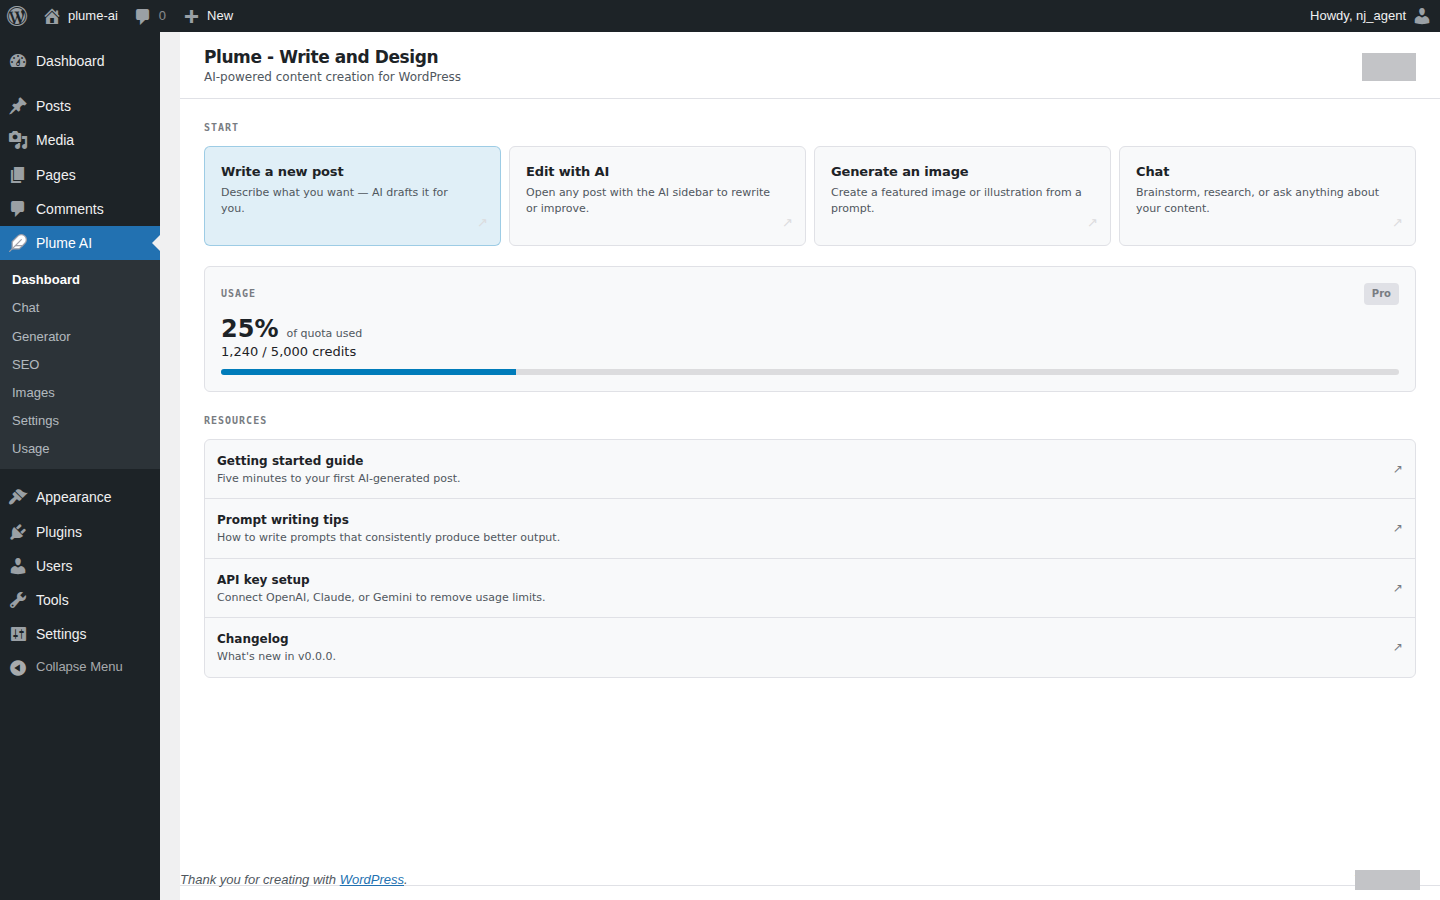 plume-ai
0
New
Howdy, nj_agent
Dashboard
Posts
Media
Pages
Comments
Plume AI
Dashboard
Chat
Generator
SEO
Images
Settings
Usage
Appearance
Plugins
Users
Tools
Settings
Collapse Menu
Plume - Write and Design
AI-powered content creation for WordPress
START
Write a new post
Describe what you want — AI drafts it for
you.
↗
Edit with AI
Open any post with the AI sidebar to rewrite
or improve.
↗
Generate an image
Create a featured image or illustration from a
prompt.
↗
Chat
Brainstorm, research, or ask anything about
your content.
↗
USAGE
Pro
25% of quota used
1,240 / 5,000 credits
RESOURCES
Getting started guide
Five minutes to your first AI-generated post.
↗
Prompt writing tips
How to write prompts that consistently produce better output.
↗
API key setup
Connect OpenAI, Claude, or Gemini to remove usage limits.
↗
Changelog
What's new in v0.0.0.
↗
Thank you for creating with WordPress.